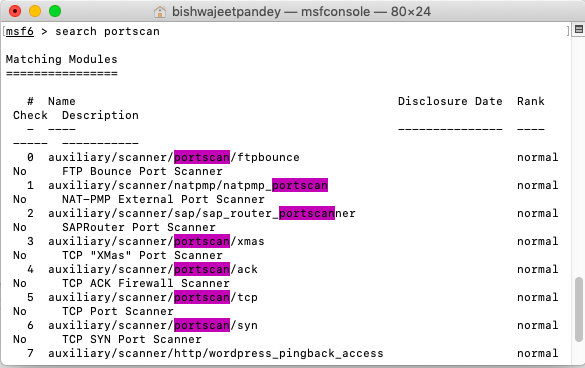 bishwajeetpandey — msfconsole — 80×24
[msf6 > search portscan ]
Matching Modules
================
#  Name                                              Disclosure Date  Rank
Check  Description
-  ----                                              ---------------  ----
-----  -----------
0  auxiliary/scanner/portscan/ftpbounce                               normal
No     FTP Bounce Port Scanner
1  auxiliary/scanner/natpmp/natpmp_portscan                           normal
No     NAT-PMP External Port Scanner
2  auxiliary/scanner/sap/sap_router_portscanner                       normal
No     SAPRouter Port Scanner
3  auxiliary/scanner/portscan/xmas                                    normal
No     TCP "XMas" Port Scanner
4  auxiliary/scanner/portscan/ack                                     normal
No     TCP ACK Firewall Scanner
5  auxiliary/scanner/portscan/tcp                                     normal
No     TCP Port Scanner
6  auxiliary/scanner/portscan/syn                                     normal
No     TCP SYN Port Scanner
7  auxiliary/scanner/http/wordpress_pingback_access                   normal